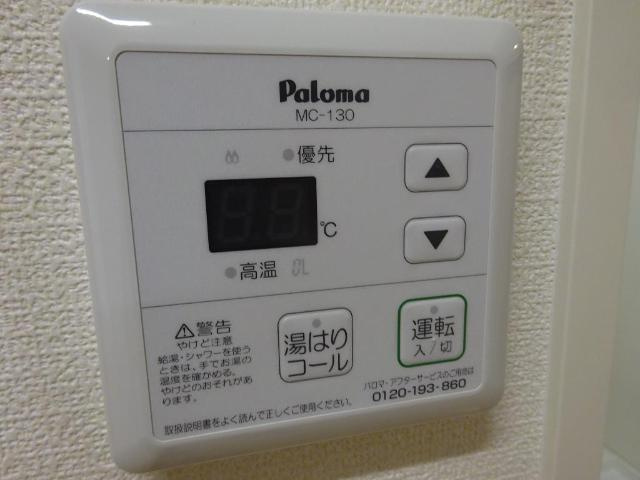 Paloma
MC-130
優先
℃
高温
警告
やけど注意
給湯・シャワーを使う
ときは、手でお湯の
温度を確かめる。
やけどのおそれがあ
ります。
湯はり
コール
運転
入/切
パロマ・アフターサービスのご用命は
0120-193-860
取扱説明書をよく読んで正しくご使用ください。